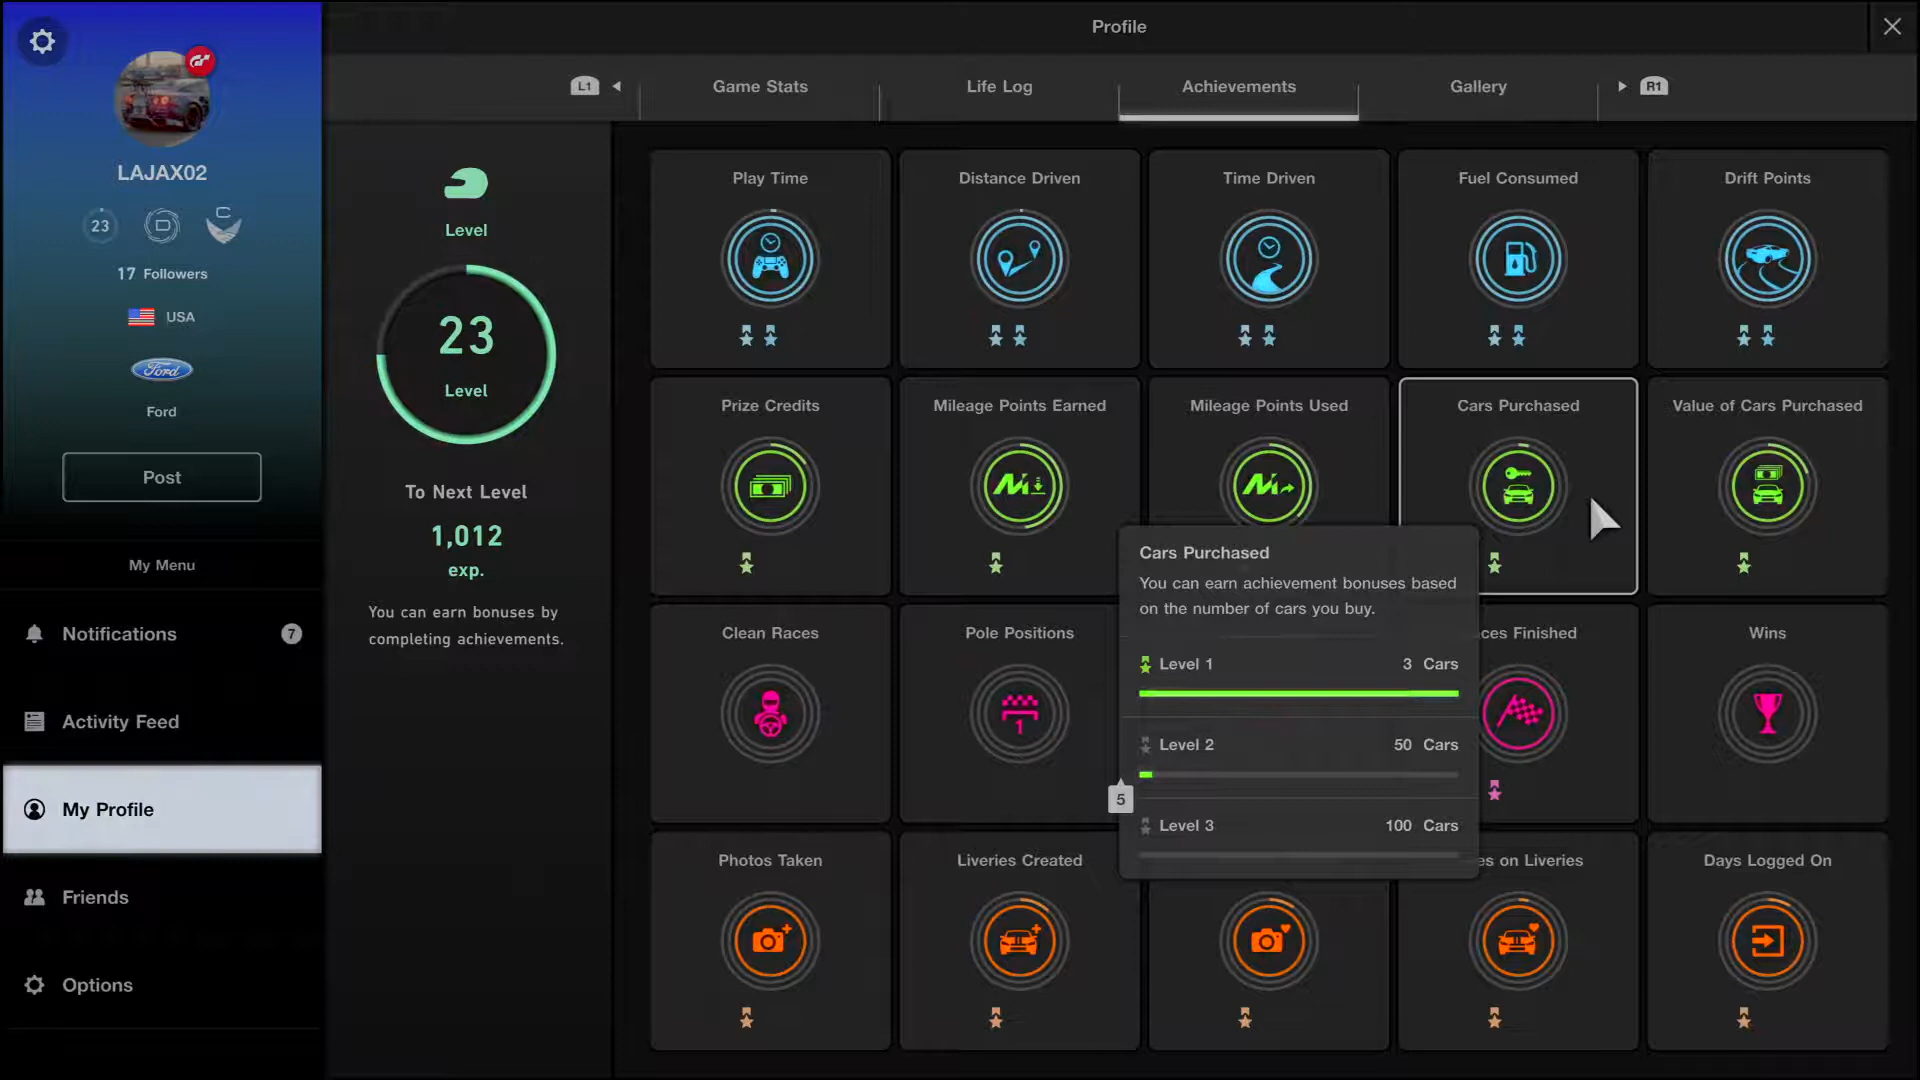 Profile
L1
Game Stats
Life Log
Achievements
Gallery
R1
LAJAX02
23
D
C
17 Followers
USA
Ford
Ford
Post
My Menu
Notifications
7
Activity Feed
My Profile
Friends
Options
Level
23
Level
To Next Level
1,012
exp.
You can earn bonuses by
completing achievements.
Play Time
Distance Driven
Time Driven
Fuel Consumed
Drift Points
Prize Credits
Mileage Points Earned
Mileage Points Used
Cars Purchased
Value of Cars Purchased
Cars Purchased
You can earn achievement bonuses based
on the number of cars you buy.
Level 1 3 Cars
Level 2 50 Cars
5
Level 3 100 Cars
Clean Races
Pole Positions
1
ces Finished
Wins
Photos Taken
Liveries Created
es on Liveries
Days Logged On